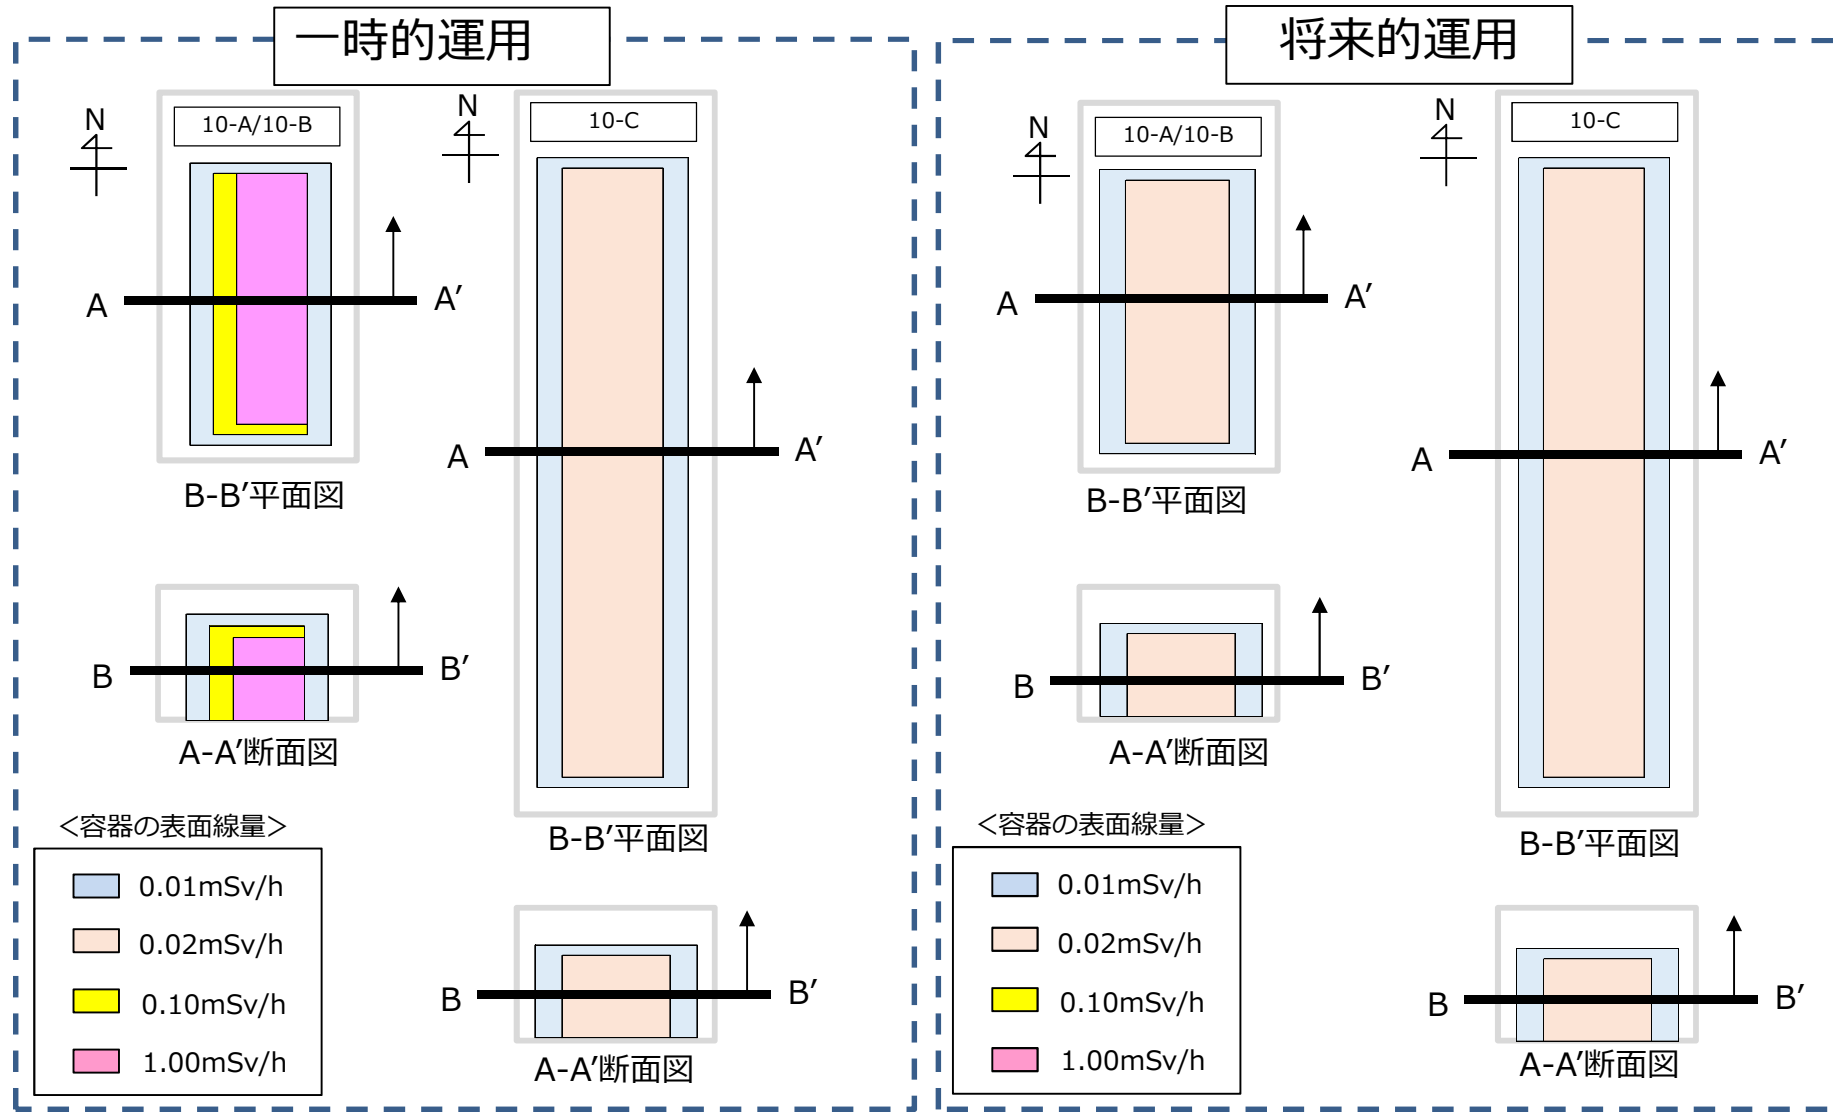 一時的運用
N
10-A/10-B
A
A′
B-B′平面図
B
B′
A-A′断面図
N
10-C
A
A′
B-B′平面図
B
B′
A-A′断面図
<容器の表面線量>
0.01mSv/h
0.02mSv/h
0.10mSv/h
1.00mSv/h
将来的運用
N
10-A/10-B
A
A′
B-B′平面図
B
B′
A-A′断面図
N
10-C
A
A′
B-B′平面図
B
B′
A-A′断面図
<容器の表面線量>
0.01mSv/h
0.02mSv/h
0.10mSv/h
1.00mSv/h